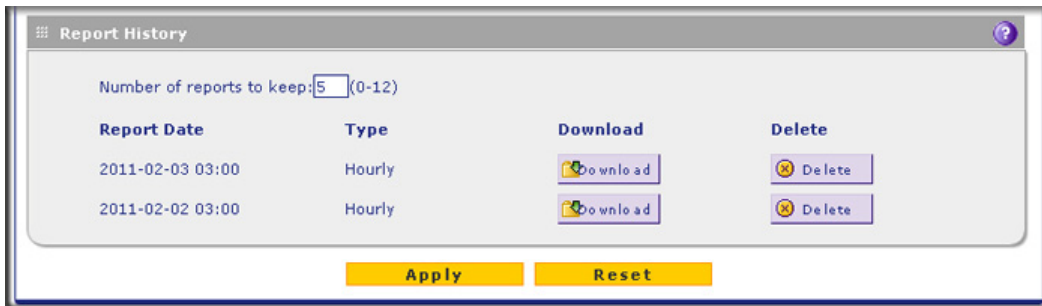 Report History ?
Number of reports to keep: 5 (0-12)
Report Date Type Download Delete
2011-02-03 03:00 Hourly Download Delete
2011-02-02 03:00 Hourly Download Delete
Apply Reset